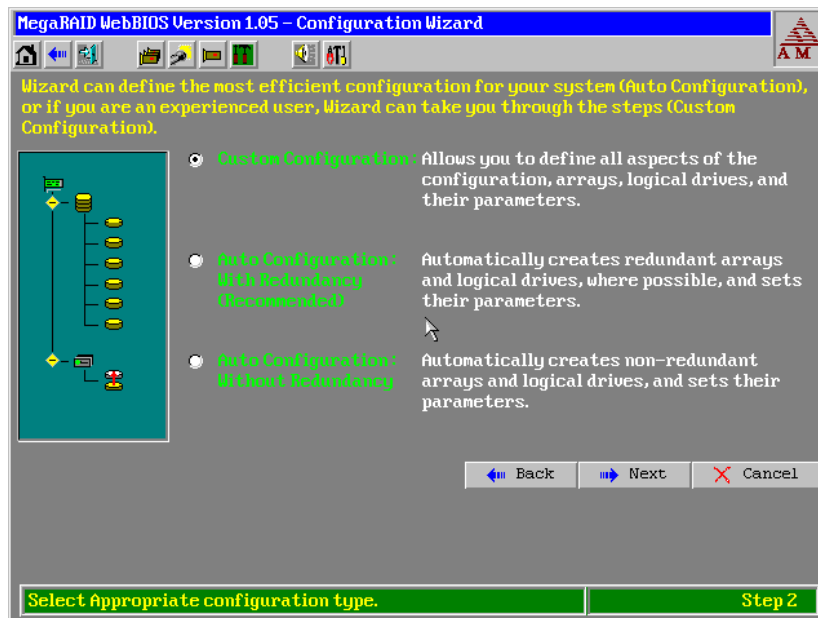 MegaRAID WebBIOS Version 1.05 - Configuration Wizard
AM
Wizard can define the most efficient configuration for your system (Auto Configuration),
or if you are an experienced user, Wizard can take you through the steps (Custom
Configuration).
Custom Configuration: Allows you to define all aspects of the
configuration, arrays, logical drives, and
their parameters.
Auto Configuration: Automatically creates redundant arrays
With Redundancy and logical drives, where possible, and sets
(Recommended) their parameters.
Auto Configuration: Automatically creates non-redundant
Without Redundancy arrays and logical drives, and sets their
parameters.
Back Next Cancel
Select Appropriate configuration type. Step 2